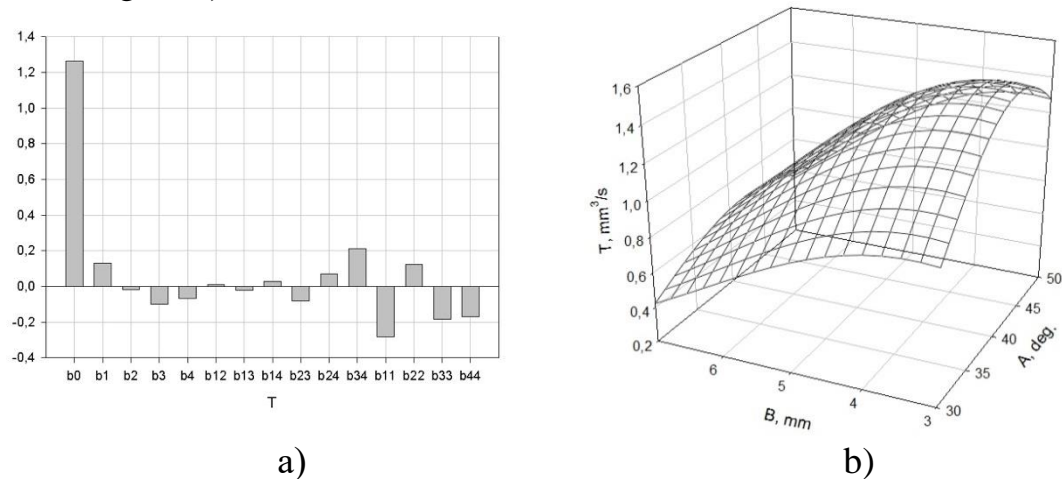 1,4
1,2
1,0
0,8
0,6
0,4
0,2
0,0
-0,2
-0,4
b0 b1 b2 b3 b4 b12 b13 b14 b23 b24 b34 b11 b22 b33 b44
T
a)
1,6
1,4
1,2
1,0
0,8
0,6
0,4
0,2
T, mm³/s
6 5 4 3
B, mm
30 35 40 45 50
A, deg.
b)